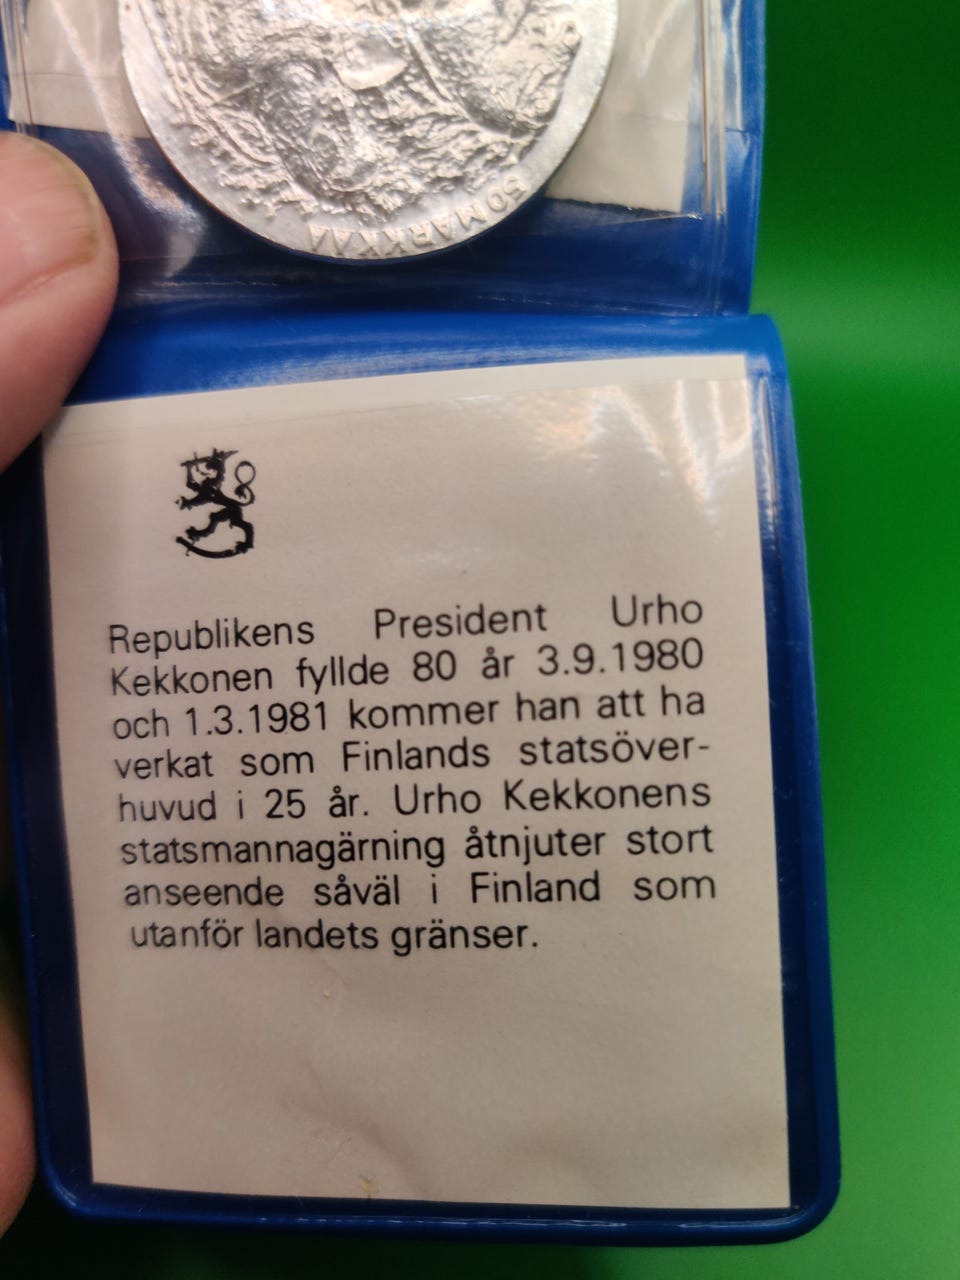 50 MARKKAA
Republikens President Urho
Kekkonen fyllde 80 år 3.9.1980
och 1.3.1981 kommer han att ha
verkat som Finlands statsöver-
huvud i 25 år. Urho Kekkonens
statsmannagärning åtnjuter stort
anseende såväl i Finland som
utanför landets gränser.